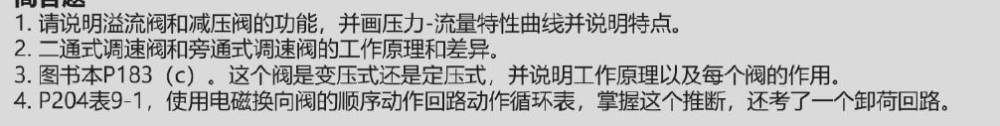 简答题
1. 请说明溢流阀和减压阀的功能，并画压力-流量特性曲线并说明特点。
2. 二通式调速阀和旁通式调速阀的工作原理和差异。
3. 图书本P183（c）。这个阀是变压式还是定压式，并说明工作原理以及每个阀的作用。
4. P204表9-1，使用电磁换向阀的顺序动作回路动作循环表，掌握这个推断，还考了一个卸荷回路。